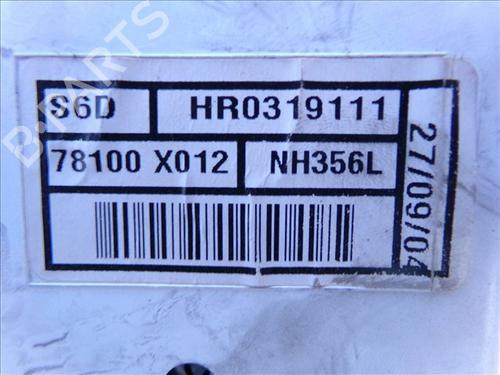 B-PARTS
S6D HR0319111
78100 X012 NH356L
27/09/04